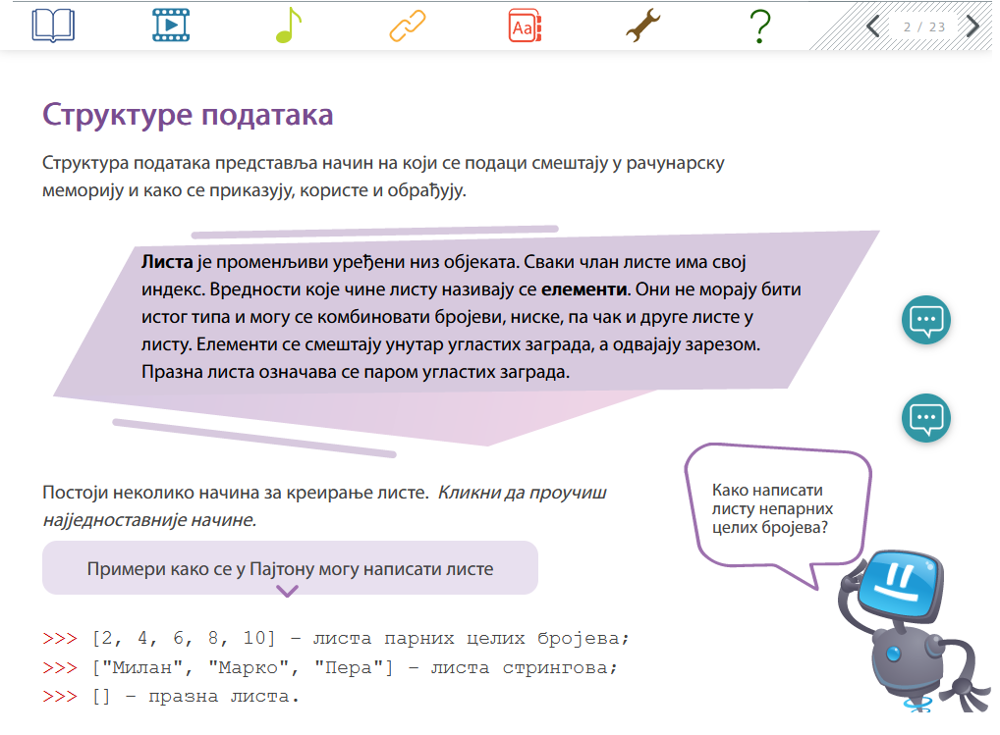 Aa
2 / 23
Структуре података
Структура података представља начин на који се подаци смештају у рачунарску
меморију и како се приказују, користе и обрађују.
Листа је променљиви уређени низ објеката. Сваки члан листе има свој
индекс. Вредности које чине листу називају се елементи. Они не морају бити
истог типа и могу се комбиновати бројеви, ниске, па чак и друге листе у
листу. Елементи се смештају унутар угластих заграда, а одвајају зарезом.
Празна листа означава се паром угластих заграда.
Постоји неколико начина за креирање листе. Кликни да проучиш
најједноставније начине.
Како написати
листу непарних
целих бројева?
Примери како се у Пајтону могу написати листе
>>> [2, 4, 6, 8, 10] – листа парних целих бројева;
>>> ["Милан", "Марко", "Пера"] – листа стрингова;
>>> [] – празна листа.